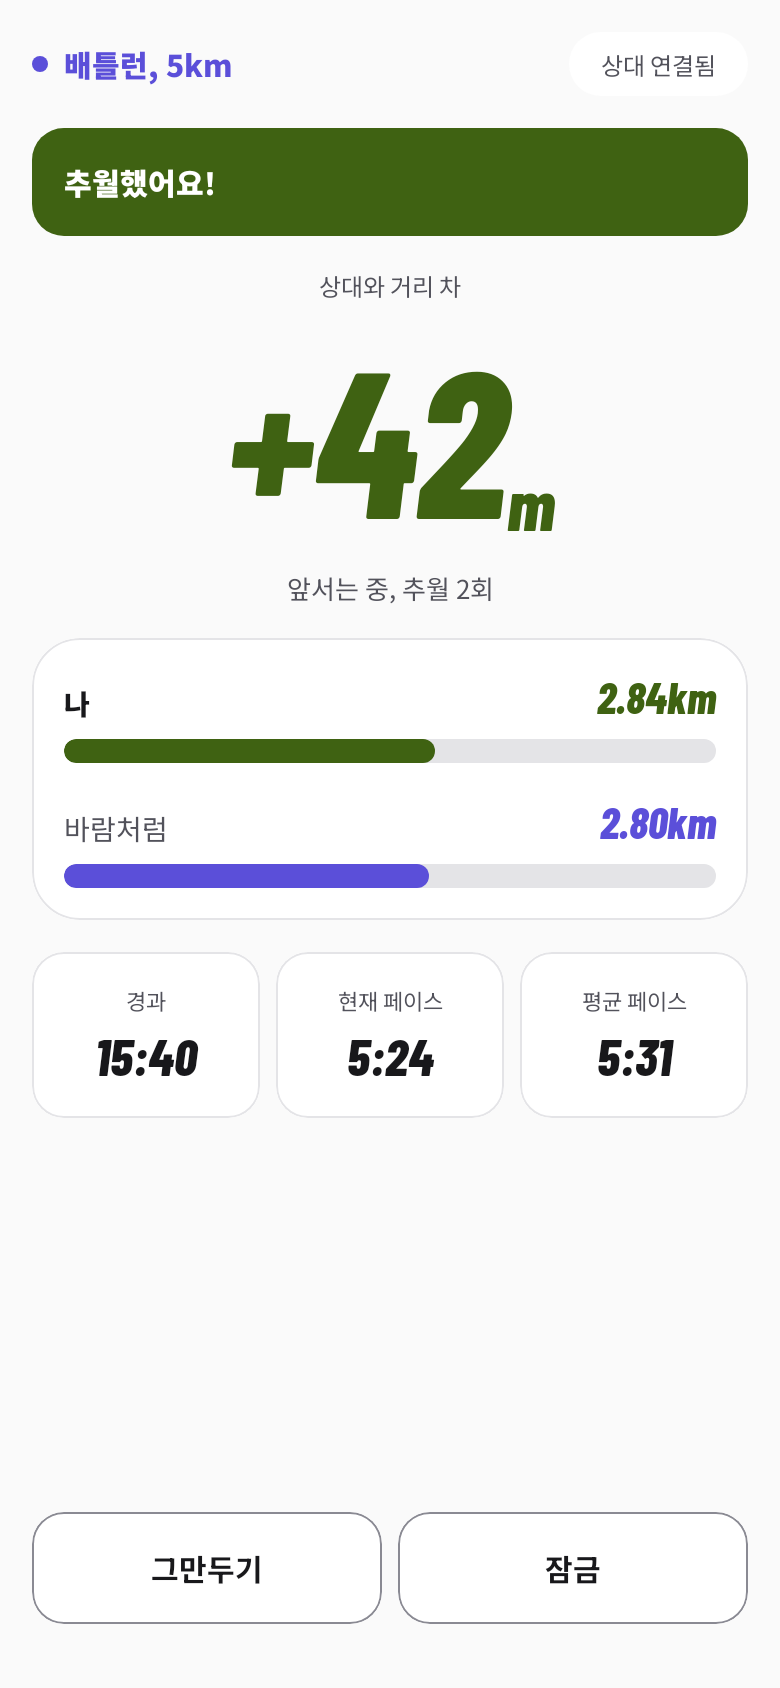 배틀런, 5km
상대 연결됨
추월했어요!
상대와 거리 차
+42m
앞서는 중, 추월 2회
나
2.84km
바람처럼
2.80km
경과
15:40
현재 페이스
5:24
평균 페이스
5:31
그만두기
잠금